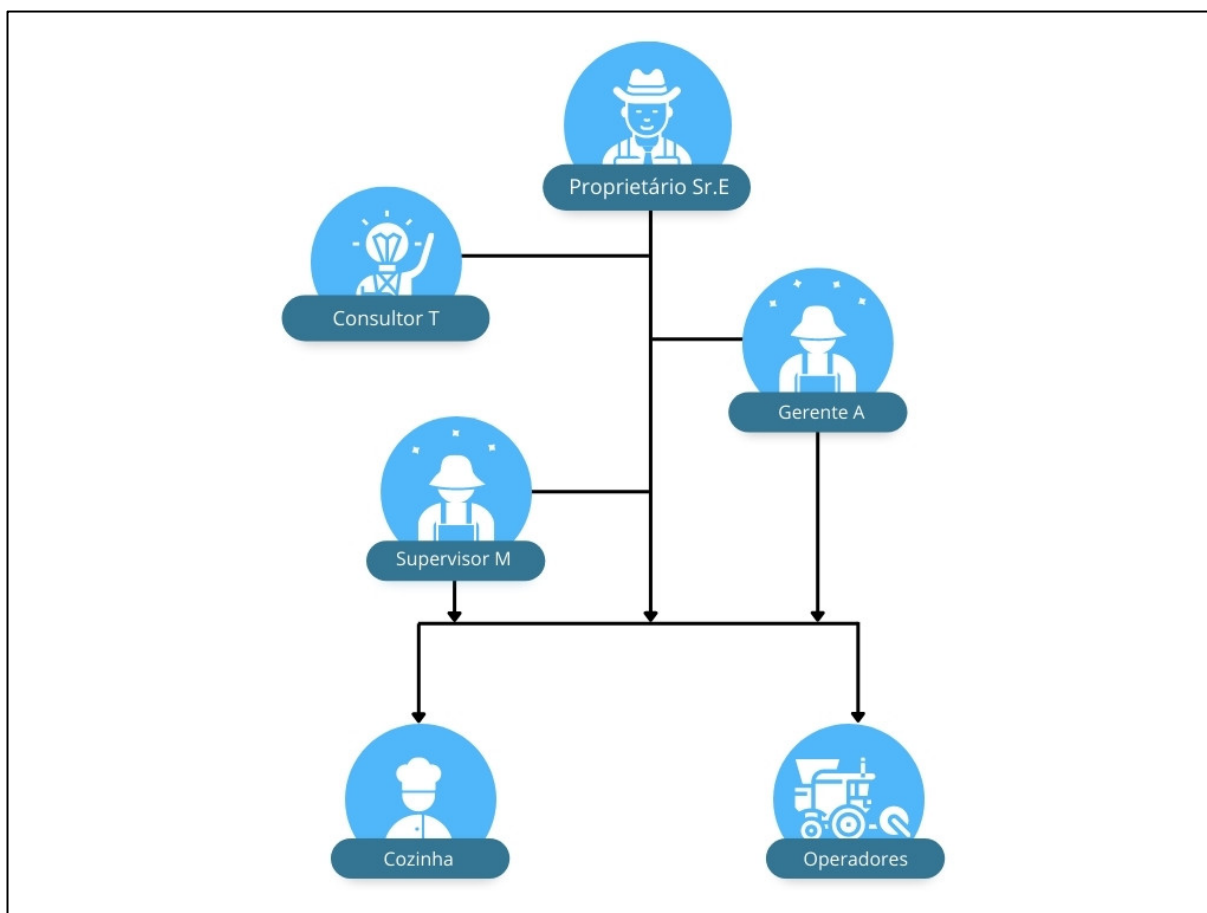 Proprietário Sr.E
Consultor T
Gerente A
Supervisor M
Cozinha
Operadores